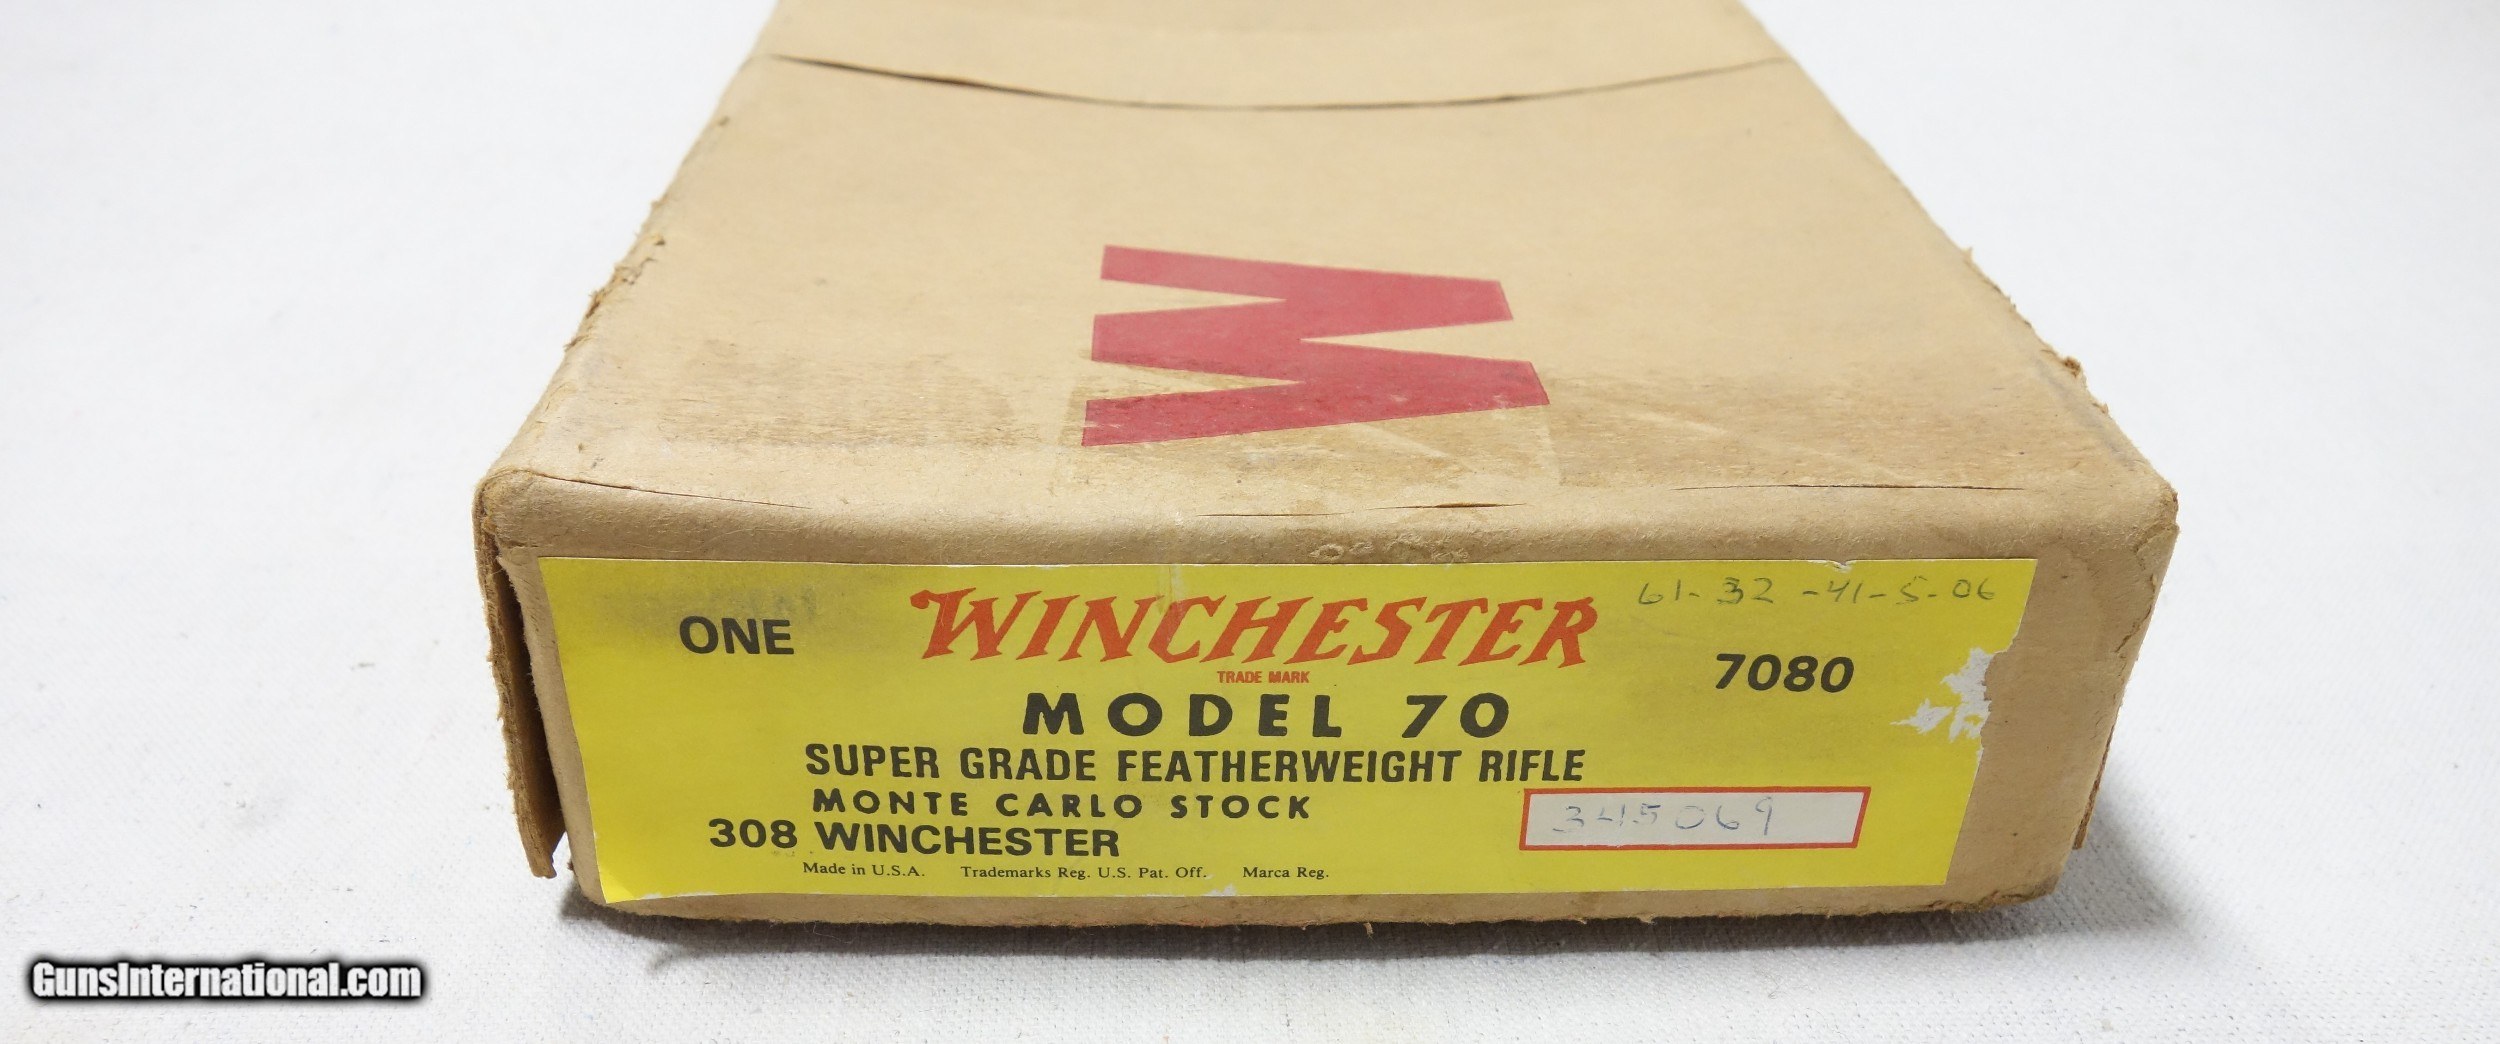 W
61-32-41-5-06
ONE
WINCHESTER
7080
TRADE MARK
MODEL 70
SUPER GRADE FEATHERWEIGHT RIFLE
MONTE CARLO STOCK
345069
308 WINCHESTER
Made in U.S.A. Trademarks Reg. U.S. Pat. Off. Marca Reg.
GunsInternational.com